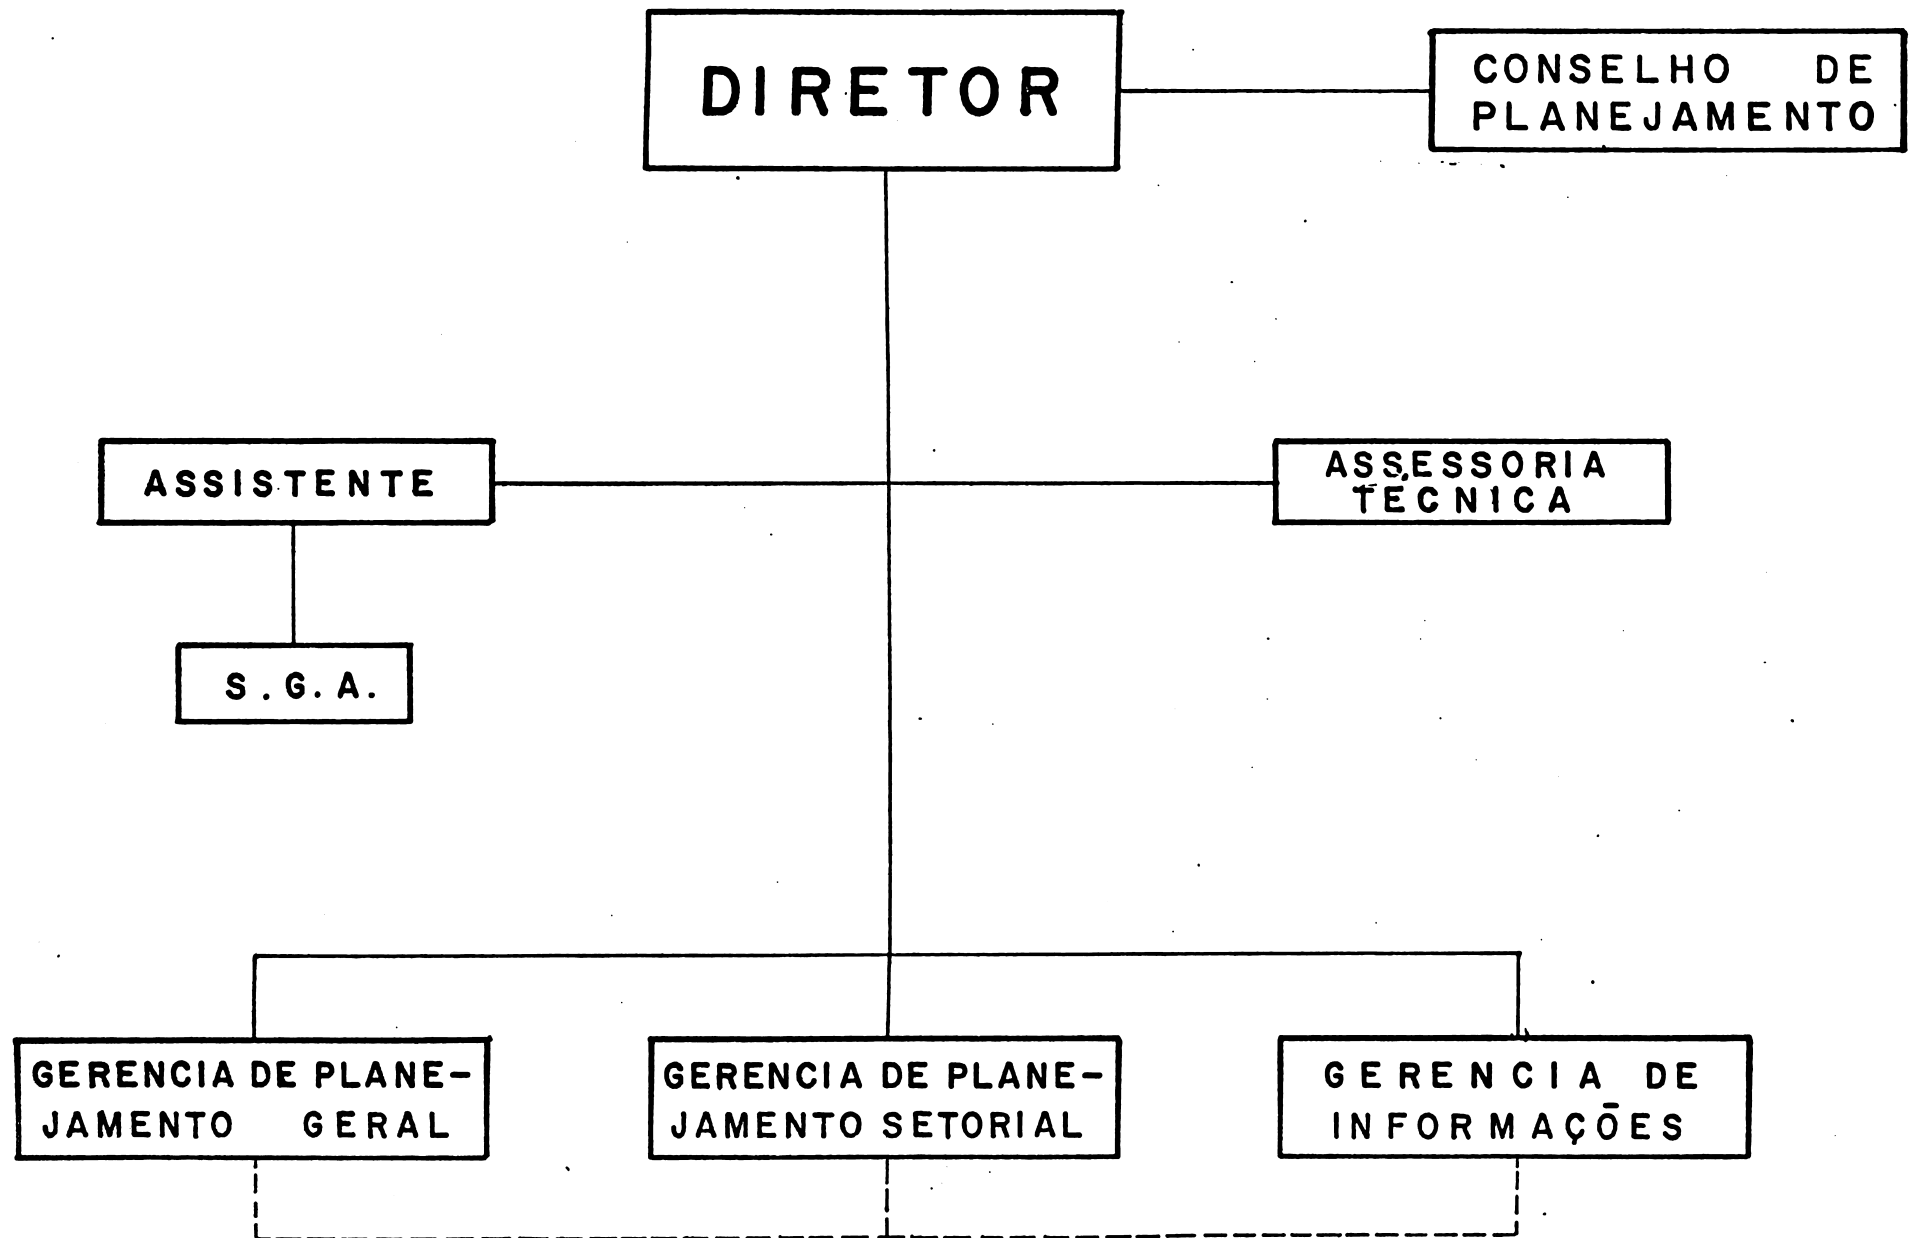 DIRETOR
CONSELHO DE
PLANEJAMENTO
ASSISTENTE
ASSESSORIA
TÉCNICA
S.G.A.
GERENCIA DE PLANE-
JAMENTO GERAL
GERENCIA DE PLANE-
JAMENTO SETORIAL
GERENCIA DE
INFORMAÇÕES